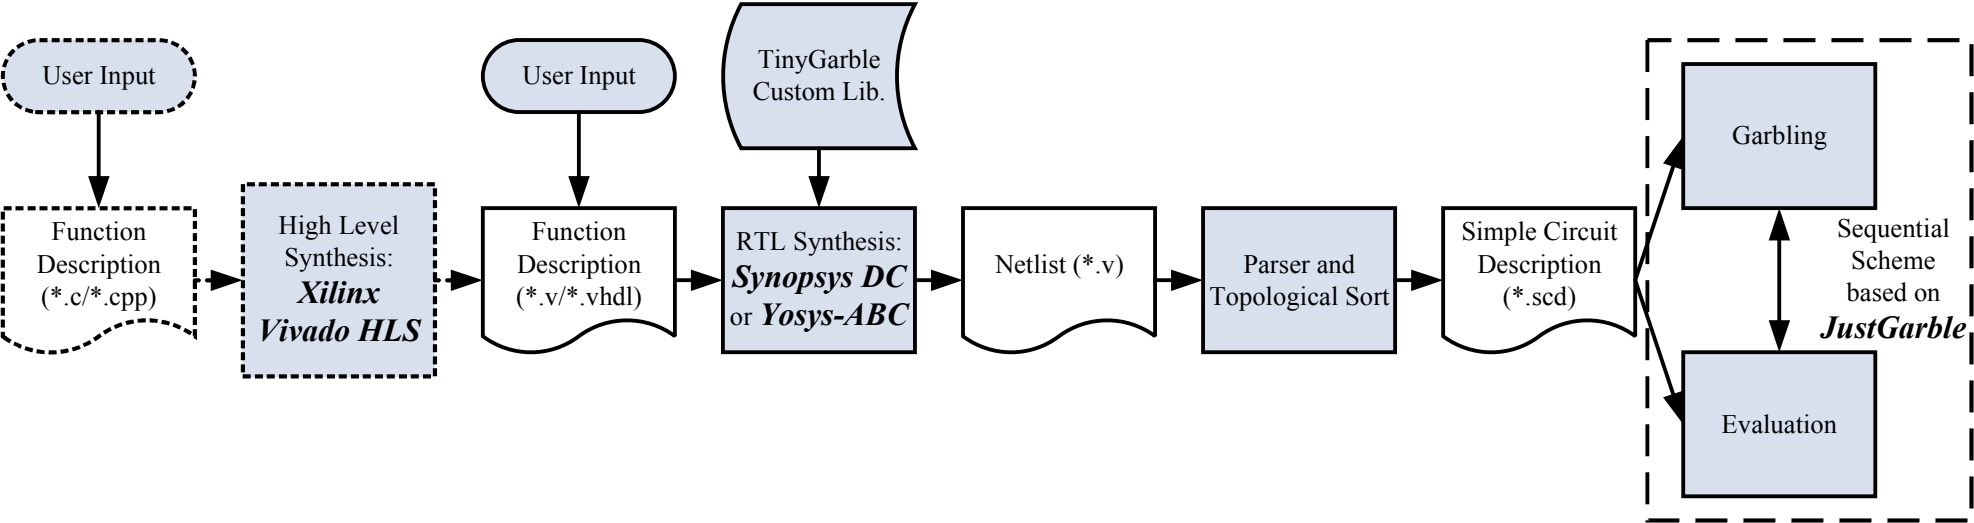 User Input
User Input
TinyGarble
Custom Lib.
Function
Description
(*.c/*.cpp)
High Level
Synthesis:
Xilinx
Vivado HLS
Function
Description
(*.v/*.vhdl)
RTL Synthesis:
Synopsys DC
or Yosys-ABC
Netlist (*.v)
Parser and
Topological Sort
Simple Circuit
Description
(*.scd)
Garbling
Sequential
Scheme
based on
JustGarble
Evaluation